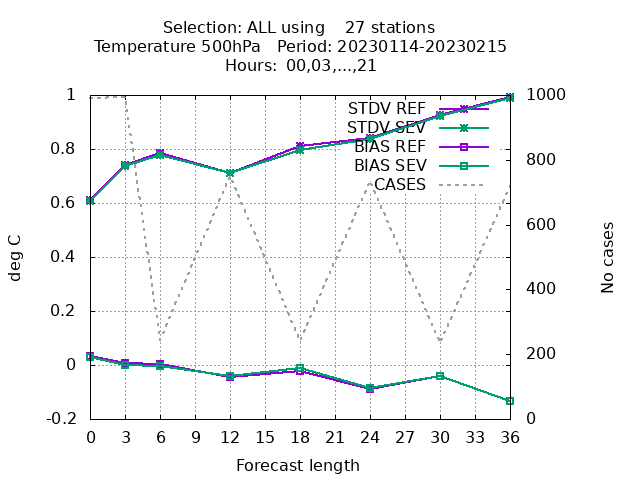 Selection: ALL using    27 stations
Temperature 500hPa   Period: 20230114-20230215
Hours: 00,03,...,21
STDV REF
STDV SEV
BIAS REF
BIAS SEV
CASES
1
0.8
0.6
0.4
0.2
0
-0.2
deg C
1000
800
600
400
200
0
No cases
0 3 6 9 12 15 18 21 24 27 30 33 36
Forecast length